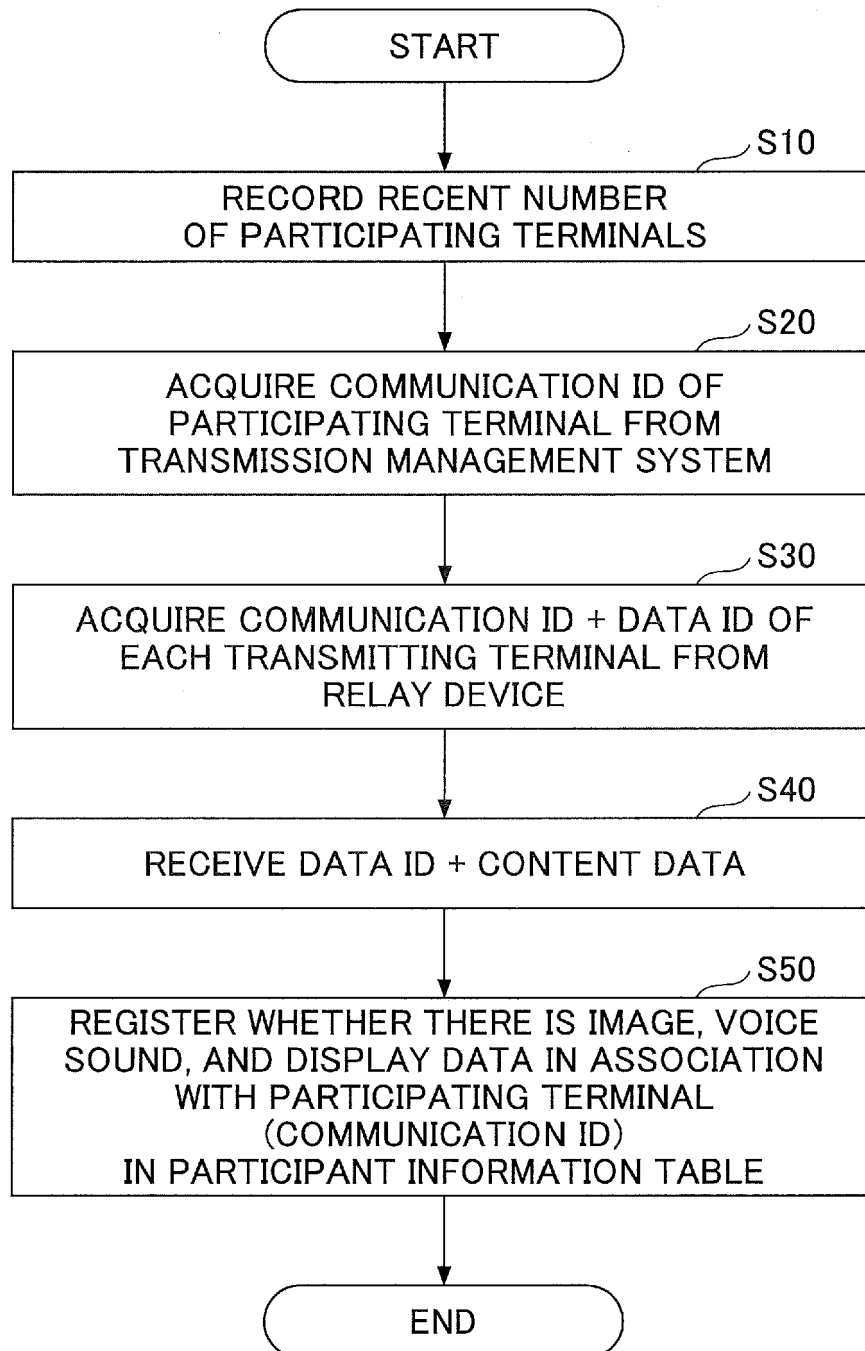 START
S10
RECORD RECENT NUMBER
OF PARTICIPATING TERMINALS
S20
ACQUIRE COMMUNICATION ID OF
PARTICIPATING TERMINAL FROM
TRANSMISSION MANAGEMENT SYSTEM
S30
ACQUIRE COMMUNICATION ID + DATA ID OF
EACH TRANSMITTING TERMINAL FROM
RELAY DEVICE
S40
RECEIVE DATA ID + CONTENT DATA
S50
REGISTER WHETHER THERE IS IMAGE, VOICE
SOUND, AND DISPLAY DATA IN ASSOCIATION
WITH PARTICIPATING TERMINAL
(COMMUNICATION ID)
IN PARTICIPANT INFORMATION TABLE
END